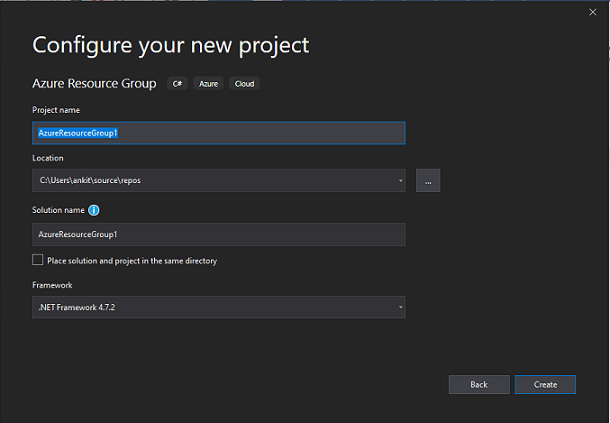 Configure your new project
Azure Resource Group C# Azure Cloud
Project name
AzureResourceGroup1
Location
C:\Users\ankit\source\repos
...
Solution name
AzureResourceGroup1
Place solution and project in the same directory
Framework
.NET Framework 4.7.2
Back Create